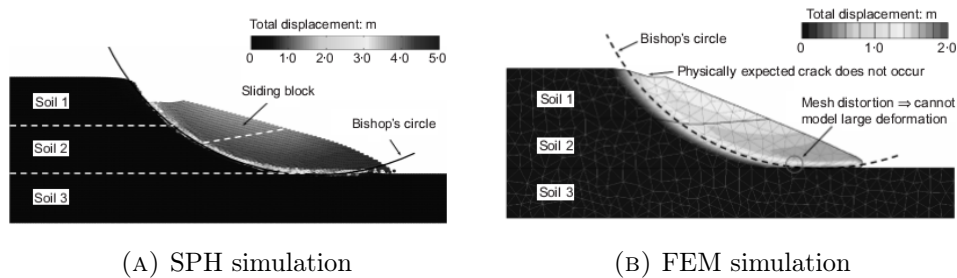 Total displacement: m
0 1·0 2·0 3·0 4·0 5·0
Sliding block
Bishop's circle
Soil 1
Soil 2
Soil 3
(A) SPH simulation
Total displacement: m
0 1·0 2·0
Bishop's circle
Physically expected crack does not occur
Mesh distortion ⇒ cannot
model large deformation
Soil 1
Soil 2
Soil 3
(B) FEM simulation